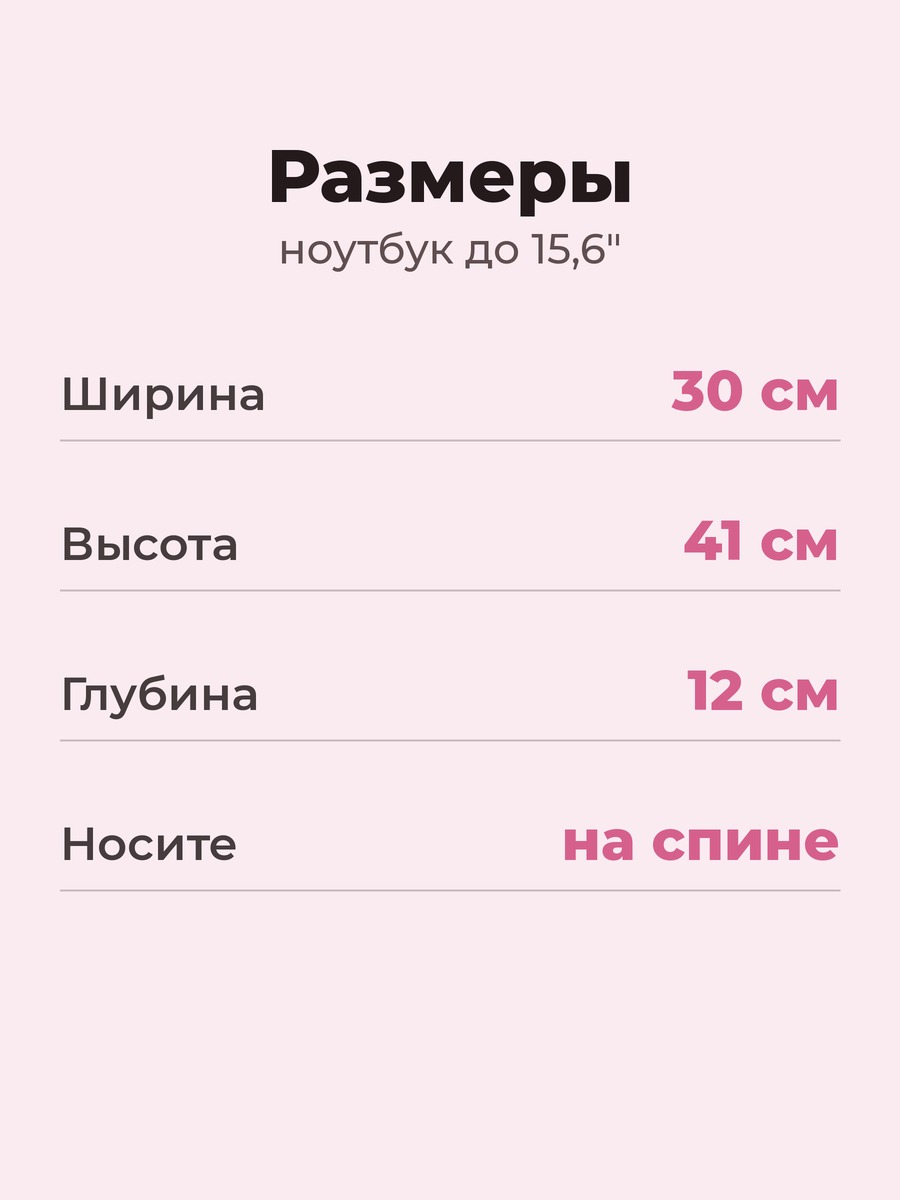 Размеры
ноутбук до 15,6"
Ширина 30 см
Высота 41 см
Глубина 12 см
Носите на спине